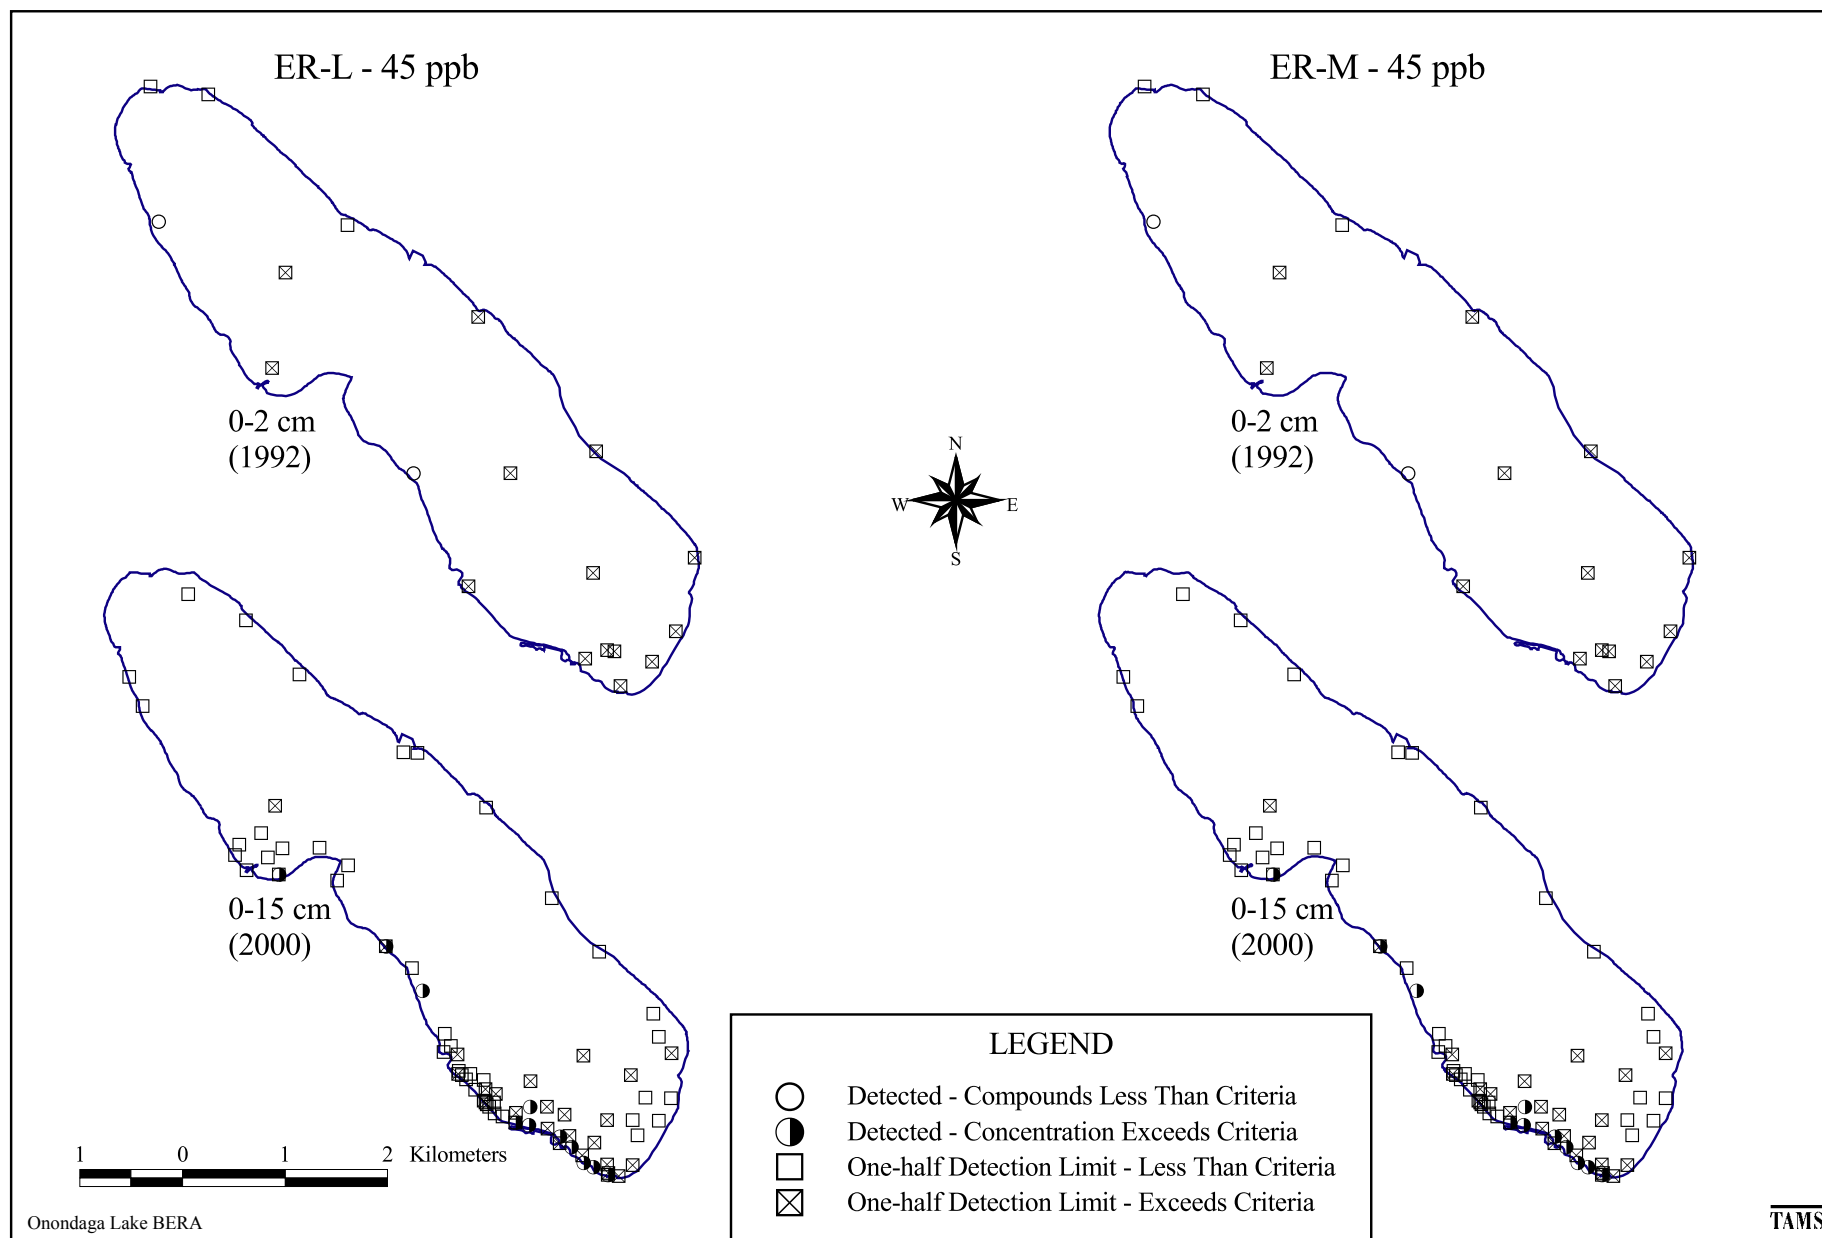 ER-L - 45 ppb
ER-M - 45 ppb
0-2 cm
(1992)
0-2 cm
(1992)
N
W
E
S
0-15 cm
(2000)
0-15 cm
(2000)
LEGEND
Detected - Compounds Less Than Criteria
Detected - Concentration Exceeds Criteria
One-half Detection Limit - Less Than Criteria
One-half Detection Limit - Exceeds Criteria
1 0 1 2 Kilometers
Onondaga Lake BERA
TAMS